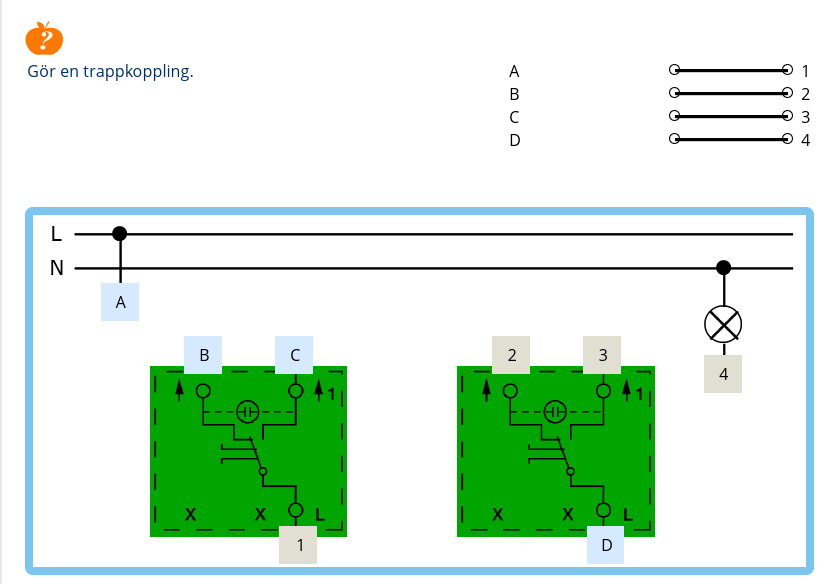 ?
Gör en trappkoppling.
A 1
B 2
C 3
D 4
L
N
A
B C 2 3
4
1 1
X X L X X L
1 D